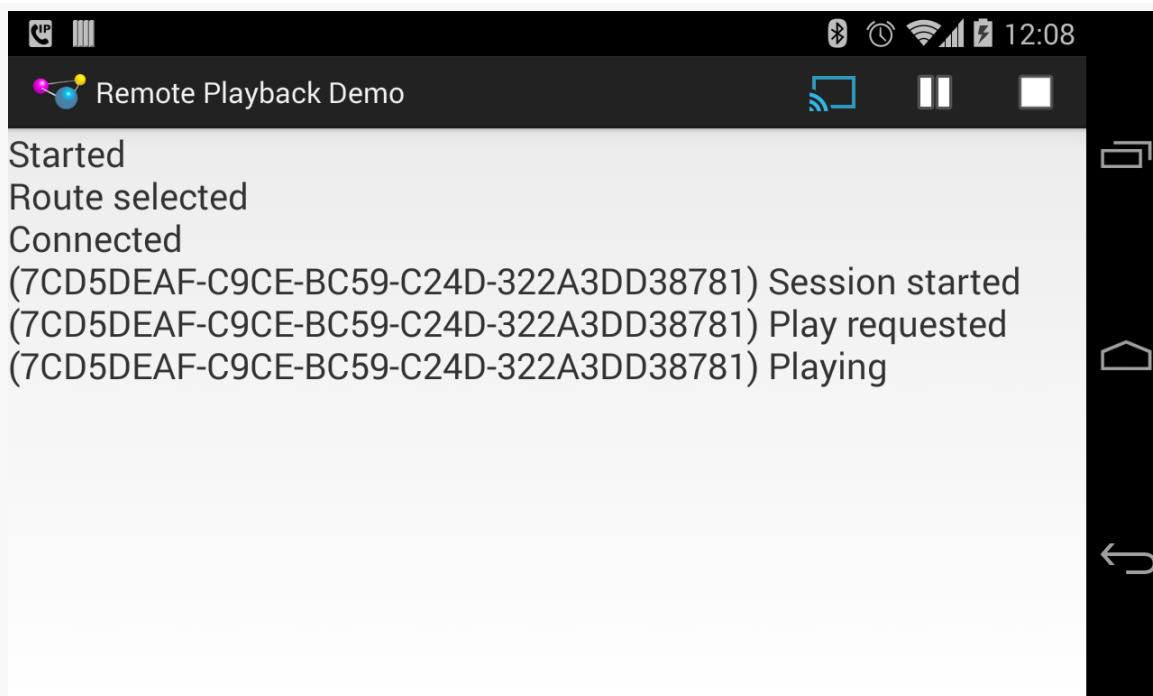 IP
12:08
Remote Playback Demo
Started
Route selected
Connected
(7CD5DEAF-C9CE-BC59-C24D-322A3DD38781) Session started
(7CD5DEAF-C9CE-BC59-C24D-322A3DD38781) Play requested
(7CD5DEAF-C9CE-BC59-C24D-322A3DD38781) Playing